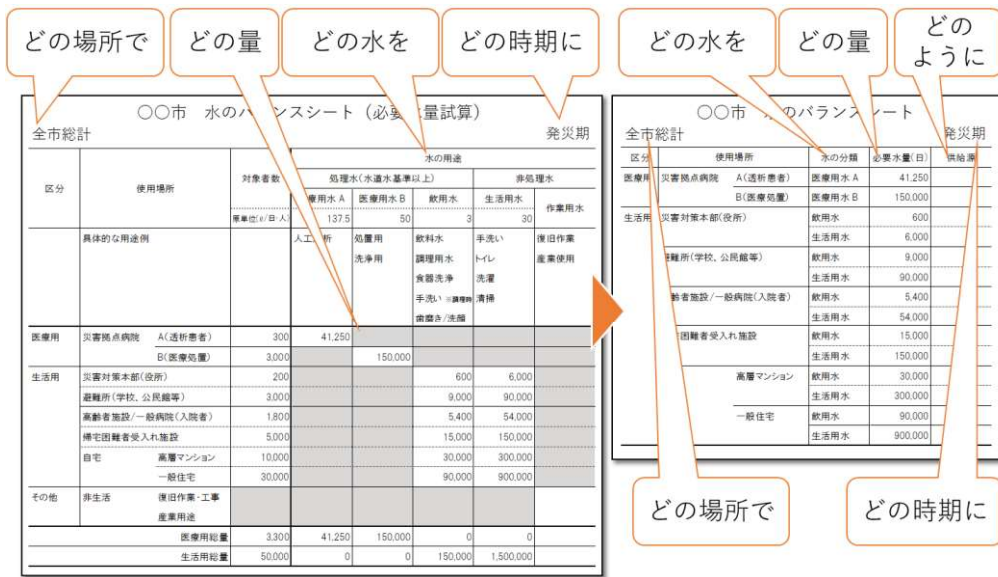 どの場所で
どの量
どの水を
どの時期に
〇〇市 水のバランスシート（必要水量試算）
全市総計 発災期
区分 使用場所 対象者数 水の用途
処理水(水道水基準以上) 非処理水
医療用水 A 医療用水 B 飲用水 生活用水 作業用水
原単位(ℓ/日・人) 137.5 50 3 30
具体的な用途例 人工透析 処置用 飲料水 手洗い 復旧作業
洗浄用 調理用水 トイレ 産業使用
食器洗浄 洗濯
手洗い ※調理時 清掃
歯磨き/洗顔
医療用 災害拠点病院 A(透析患者) 300 41,250
B(医療処置) 3,000 150,000
生活用 災害対策本部(役所) 200 600 6,000
避難所(学校、公民館等) 3,000 9,000 90,000
高齢者施設/一般病院(入院者) 1,800 5,400 54,000
帰宅困難者受入れ施設 5,000 15,000 150,000
自宅 高層マンション 10,000 30,000 300,000
一般住宅 30,000 90,000 900,000
その他 非生活 復旧作業・工事
産業用途
医療用総量 3,300 41,250 150,000 0 0
生活用総量 50,000 0 0 150,000 1,500,000
どの水を
どの量
どの
ように
〇〇市 水のバランスシート
全市総計 発災期
区分 使用場所 水の分類 必要水量(日) 供給源
医療用 災害拠点病院 A(透析患者) 医療用水 A 41,250
B(医療処置) 医療用水 B 150,000
生活用 災害対策本部(役所) 飲用水 600
生活用水 6,000
避難所(学校、公民館等) 飲用水 9,000
生活用水 90,000
高齢者施設/一般病院(入院者) 飲用水 5,400
生活用水 54,000
困難者受入れ施設 飲用水 15,000
生活用水 150,000
高層マンション 飲用水 30,000
生活用水 300,000
一般住宅 飲用水 90,000
生活用水 900,000
どの場所で
どの時期に